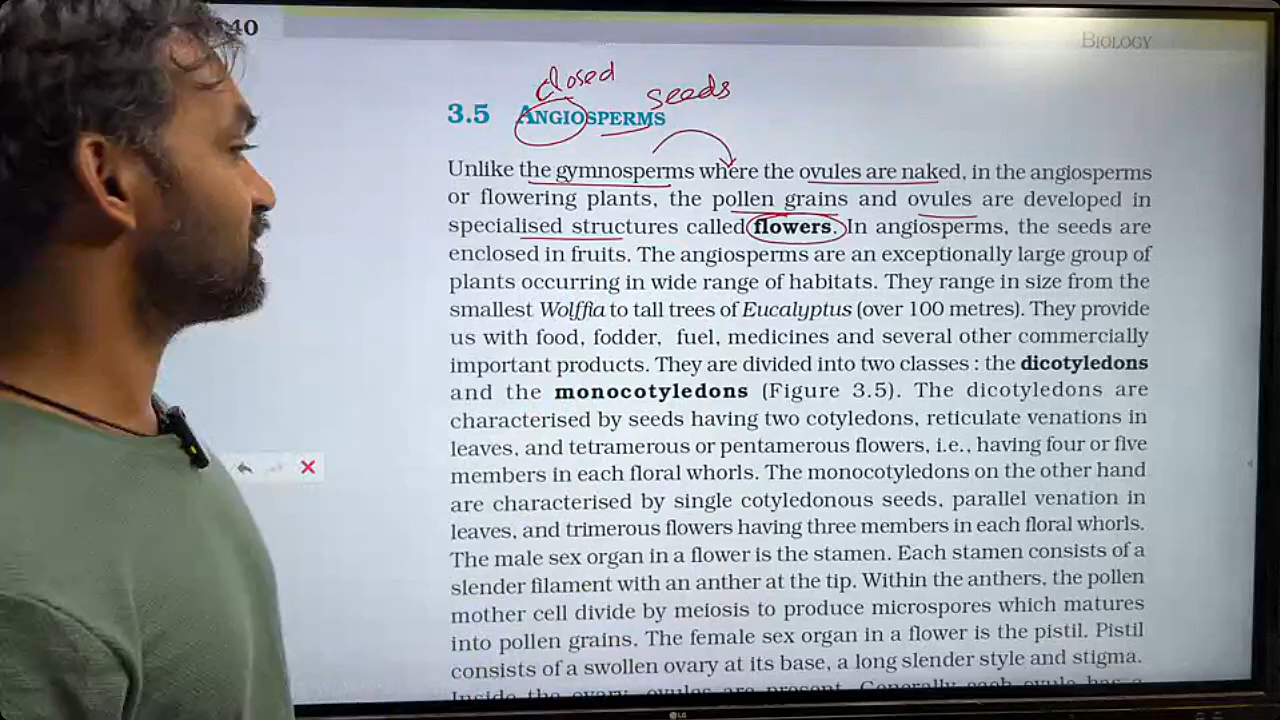 40
BIOLOGY
closed
seeds
3.5 ANGIOSPERMS
Unlike the gymnosperms where the ovules are naked, in the angiosperms
or flowering plants, the pollen grains and ovules are developed in
specialised structures called flowers. In angiosperms, the seeds are
enclosed in fruits. The angiosperms are an exceptionally large group of
plants occurring in wide range of habitats. They range in size from the
smallest Wolffia to tall trees of Eucalyptus (over 100 metres). They provide
us with food, fodder, fuel, medicines and several other commercially
important products. They are divided into two classes : the dicotyledons
and the monocotyledons (Figure 3.5). The dicotyledons are
characterised by seeds having two cotyledons, reticulate venations in
leaves, and tetramerous or pentamerous flowers, i.e., having four or five
members in each floral whorls. The monocotyledons on the other hand
are characterised by single cotyledonous seeds, parallel venation in
leaves, and trimerous flowers having three members in each floral whorls.
The male sex organ in a flower is the stamen. Each stamen consists of a
slender filament with an anther at the tip. Within the anthers, the pollen
mother cell divide by meiosis to produce microspores which matures
into pollen grains. The female sex organ in a flower is the pistil. Pistil
consists of a swollen ovary at its base, a long slender style and stigma.
Inside the ovary, ovules are present. Generally each ovule has a
LG